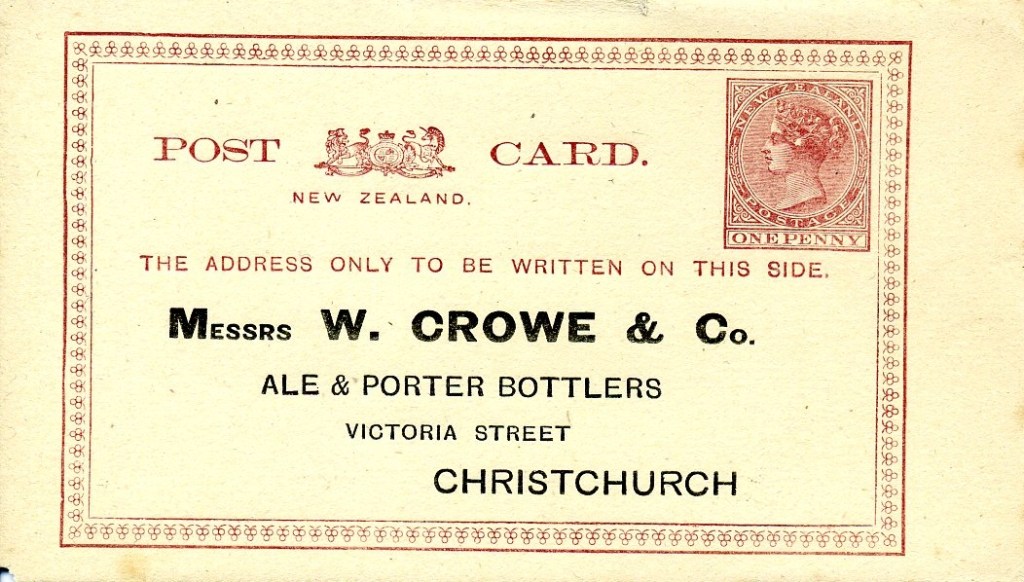 POST CARD.
NEW ZEALAND.
NEW ZEALAND
POSTAGE
ONE PENNY
THE ADDRESS ONLY TO BE WRITTEN ON THIS SIDE.
MESSRS W. CROWE & Co.
ALE & PORTER BOTTLERS
VICTORIA STREET
CHRISTCHURCH